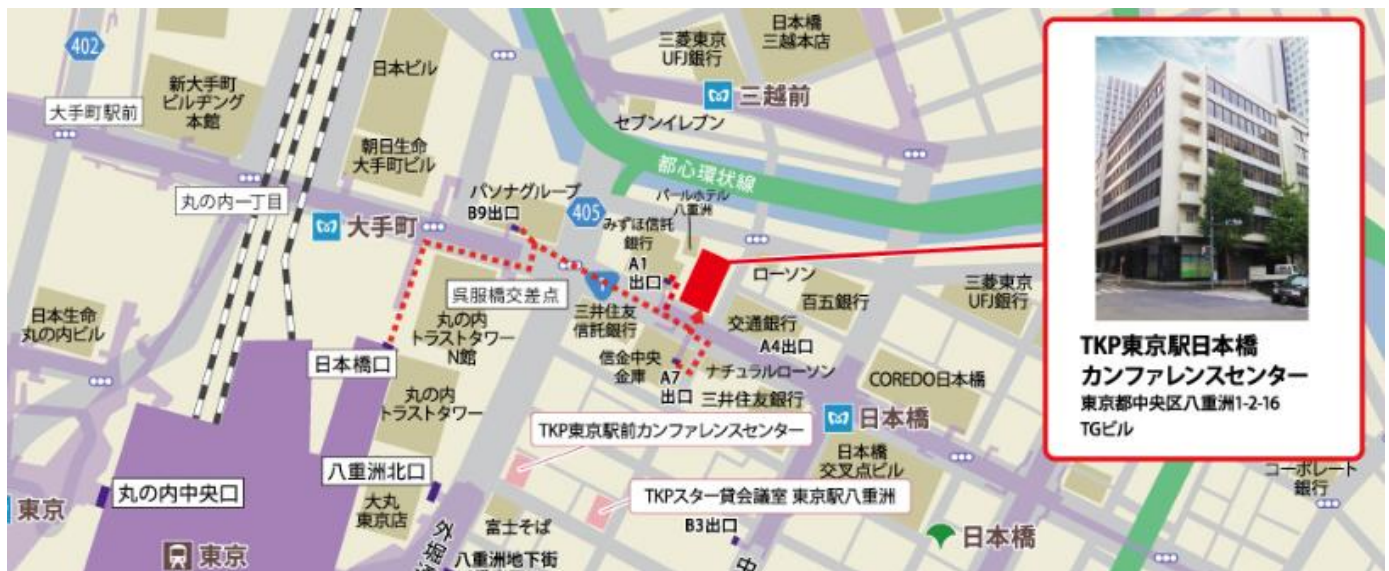 402
新大手町
ビルヂング
本館
大手町駅前
日本ビル
朝日生命
大手町ビル
丸の内一丁目
大手町
パソナグループ
B9出口
405
三菱東京
UFJ銀行
日本橋
三越本店
三越前
セブンイレブン
都心環状線
パールホテル
八重洲
みずほ信託
銀行
A1
出口
呉服橋交差点
三井住友
信託銀行
ローソン
百五銀行
三菱東京
UFJ銀行
交通銀行
A4出口
日本生命
丸の内ビル
日本橋口
丸の内
トラストタワー
N館
信金中央
金庫
A7
出口
ナチュラルローソン
三井住友銀行
COREDO日本橋
丸の内
トラストタワー
TKP東京駅前カンファレンスセンター
日本橋
日本橋
交叉点ビル
丸の内中央口
八重洲北口
大丸
東京店
TKPスター貸会議室 東京駅八重洲
B3出口
富士そば
八重洲地下街
外堀
中
東京
東京
日本橋
コーポレート
銀行
TKP東京駅日本橋
カンファレンスセンター
東京都中央区八重洲1-2-16
TGビル